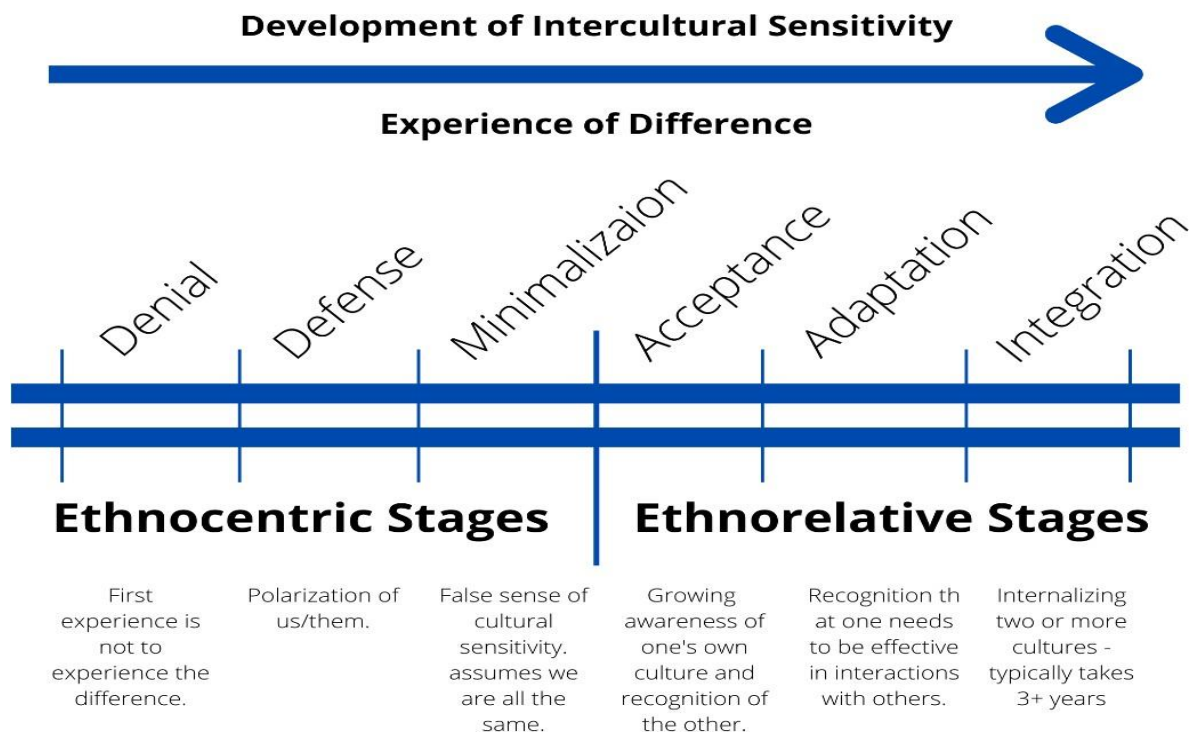 Development of Intercultural Sensitivity
Experience of Difference
Denial
Defense
Minimalizaion
Acceptance
Adaptation
Integration
Ethnocentric Stages
Ethnorelative Stages
First
experience is
not to
experience the
difference.
Polarization of
us/them.
False sense of
cultural
sensitivity.
assumes we
are all the
same.
Growing
awareness of
one's own
culture and
recognition of
the other.
Recognition th
at one needs
to be effective
in interactions
with others.
Internalizing
two or more
cultures -
typically takes
3+ years